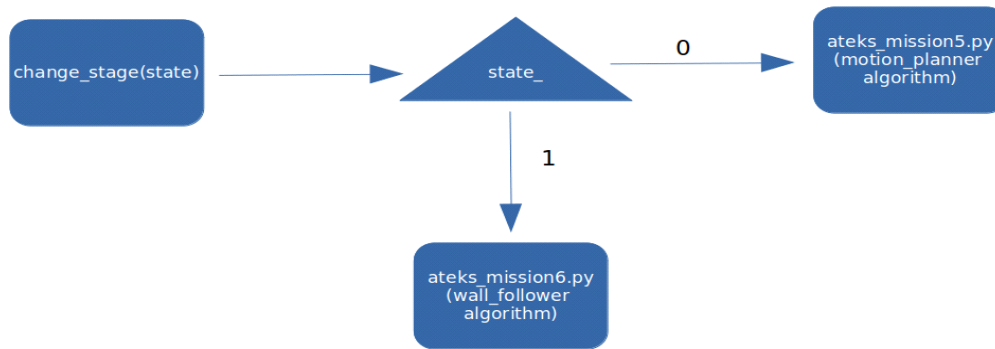 change_stage(state)
state_
0
ateks_mission5.py
(motion_planner
algorithm)
1
ateks_mission6.py
(wall_follower
algorithm)